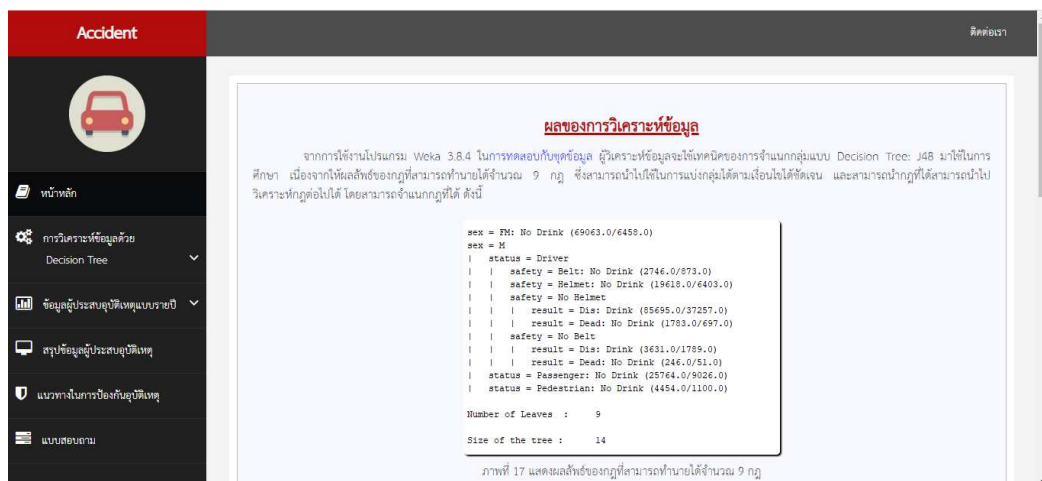 Accident
ติดต่อเรา
หน้าหลัก
การวิเคราะห์ข้อมูลด้วย
Decision Tree
ข้อมูลผู้ประสบอุบัติเหตุแบบรายปี
สรุปข้อมูลผู้ประสบอุบัติเหตุ
แนวทางในการป้องกันอุบัติเหตุ
แบบสอบถาม
ผลของการวิเคราะห์ข้อมูล
จากการใช้งานโปรแกรม Weka 3.8.4 ในการทดสอบกับชุดข้อมูล ผู้วิเคราะห์ข้อมูลจะใช้เทคนิคของการจำแนกกลุ่มแบบ Decision Tree: J48 มาใช้ในการ
ศึกษา เนื่องจากให้ผลลัพธ์ของกฎที่สามารถทำนายได้จำนวน 9 กฎ ซึ่งสามารถนำไปใช้ในการแบ่งกลุ่มได้ตามเงื่อนไขได้ชัดเจน และสามารถนำกฎที่ได้สามารถนำไป
วิเคราะห์กฎต่อไปได้ โดยสามารถจำแนกกฎที่ได้ ดังนี้
sex = FM: No Drink (69063.0/6458.0)
sex = M
| status = Driver
| | safety = Belt: No Drink (2746.0/873.0)
| | safety = Helmet: No Drink (19618.0/6403.0)
| | safety = No Helmet
| | | result = Dis: Drink (85695.0/37257.0)
| | | result = Dead: No Drink (1783.0/697.0)
| | safety = No Belt
| | | result = Dis: Drink (3631.0/1789.0)
| | | result = Dead: No Drink (246.0/51.0)
| status = Passenger: No Drink (25764.0/9026.0)
| status = Pedestrian: No Drink (4454.0/1100.0)
Number of Leaves : 9
Size of the tree : 14
ภาพที่ 17 แสดงผลลัพธ์ของกฎที่สามารถทำนายได้จำนวน 9 กฎ